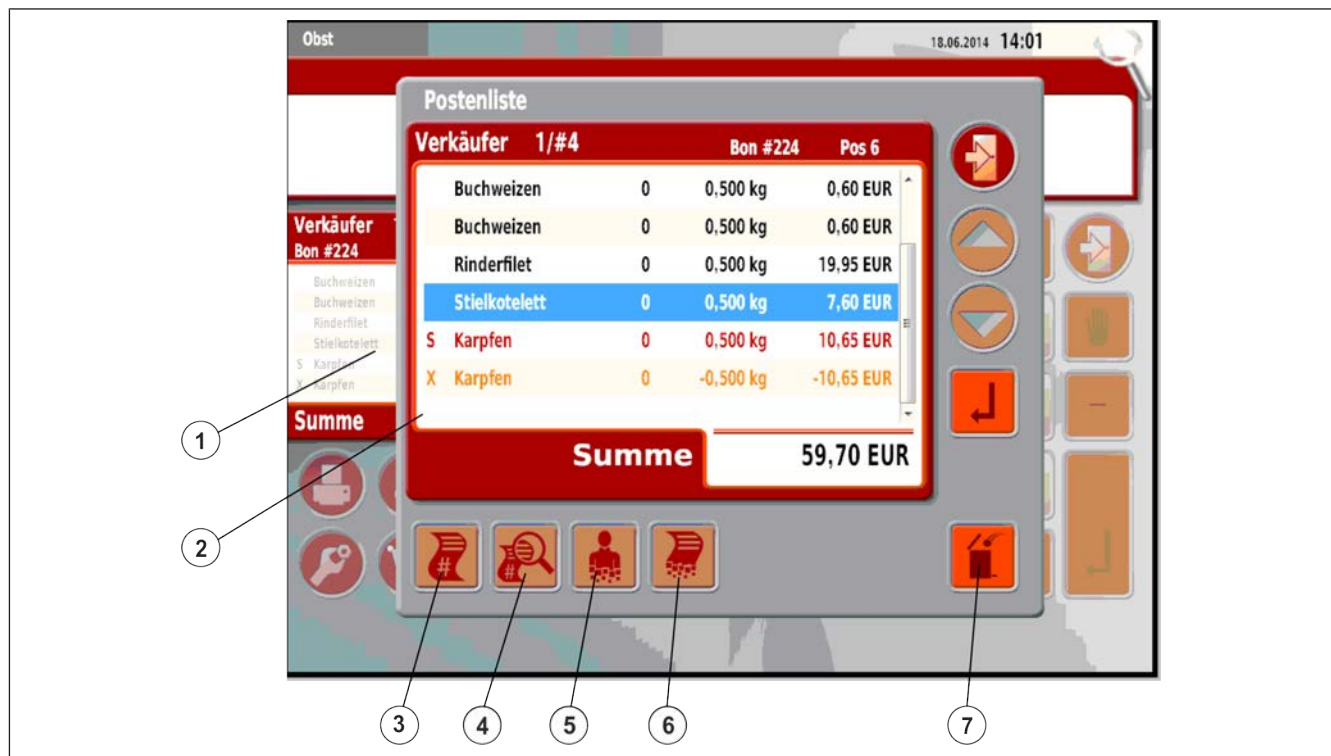 Obst 18.06.2014 14:01
Postenliste
Verkäufer 1/#4 Bon #224 Pos 6
Buchweizen 0 0,500 kg 0,60 EUR
Buchweizen 0 0,500 kg 0,60 EUR
Rinderfilet 0 0,500 kg 19,95 EUR
Stielkotelett 0 0,500 kg 7,60 EUR
S Karpfen 0 0,500 kg 10,65 EUR
X Karpfen 0 -0,500 kg -10,65 EUR
Summe 59,70 EUR
Verkäufer
Bon #224
Buchweizen
Buchweizen
Rinderfilet
Stielkotelett
S Karpfen
X Karpfen
Summe
#
#
1
2
3
4
5
6
7